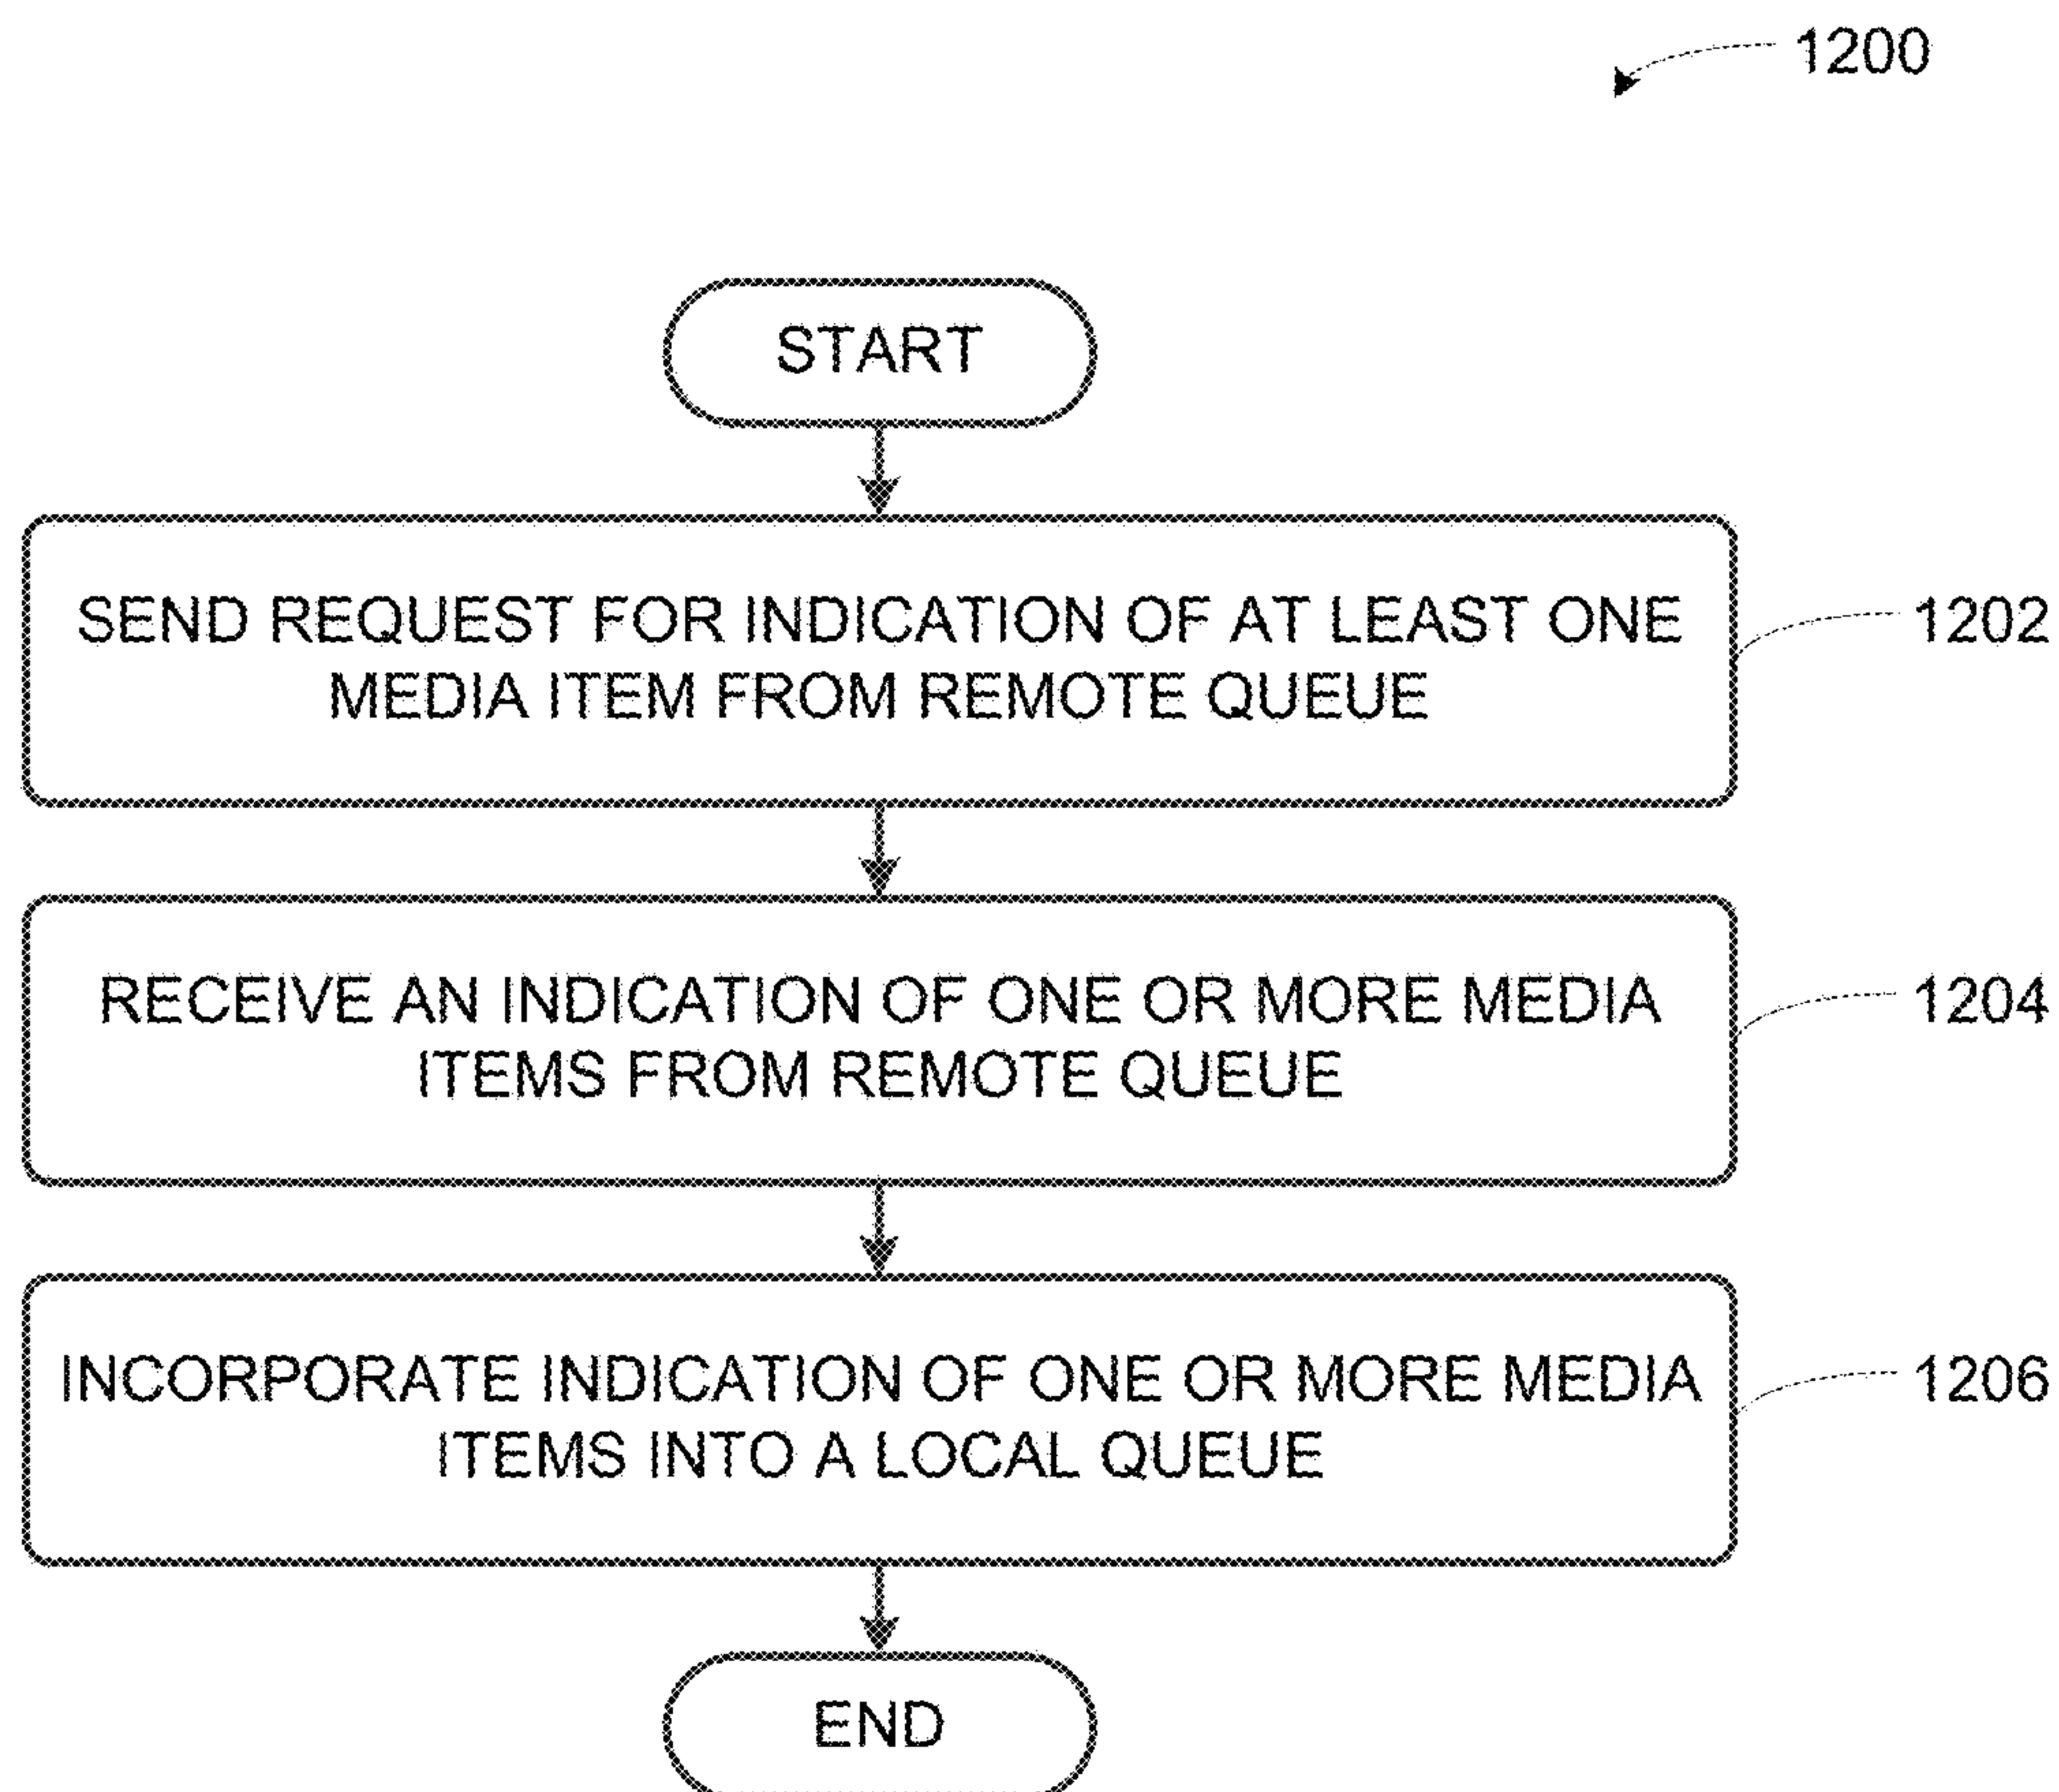 1200
START
SEND REQUEST FOR INDICATION OF AT LEAST ONE
MEDIA ITEM FROM REMOTE QUEUE
1202
RECEIVE AN INDICATION OF ONE OR MORE MEDIA
ITEMS FROM REMOTE QUEUE
1204
INCORPORATE INDICATION OF ONE OR MORE MEDIA
ITEMS INTO A LOCAL QUEUE
1206
END